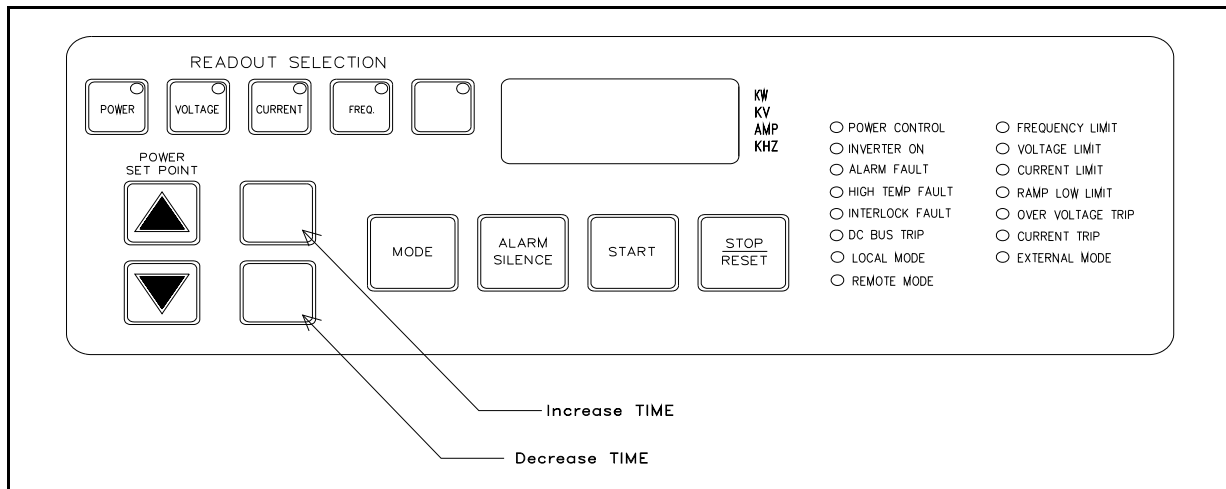 READOUT SELECTION
POWER
VOLTAGE
CURRENT
FREQ.
KW
KV
AMP
KHZ
POWER
SET POINT
MODE
ALARM
SILENCE
START
STOP
RESET
POWER CONTROL
INVERTER ON
ALARM FAULT
HIGH TEMP FAULT
INTERLOCK FAULT
DC BUS TRIP
LOCAL MODE
REMOTE MODE
FREQUENCY LIMIT
VOLTAGE LIMIT
CURRENT LIMIT
RAMP LOW LIMIT
OVER VOLTAGE TRIP
CURRENT TRIP
EXTERNAL MODE
Increase TIME
Decrease TIME